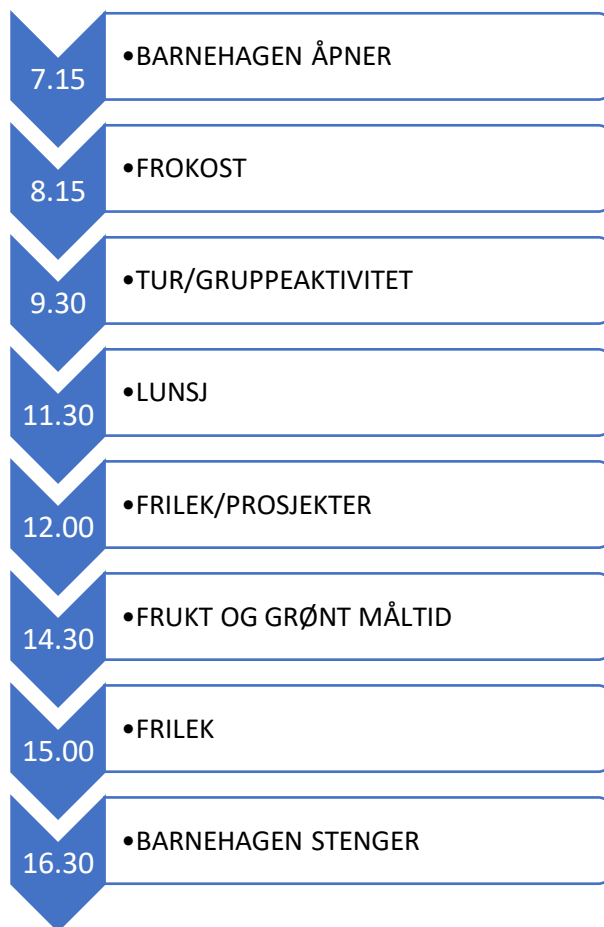 7.15
•BARNEHAGEN ÅPNER
8.15
•FROKOST
9.30
•TUR/GRUPPEAKTIVITET
11.30
•LUNSJ
12.00
•FRILEK/PROSJEKTER
14.30
•FRUKT OG GRØNT MÅLTID
15.00
•FRILEK
16.30
•BARNEHAGEN STENGER